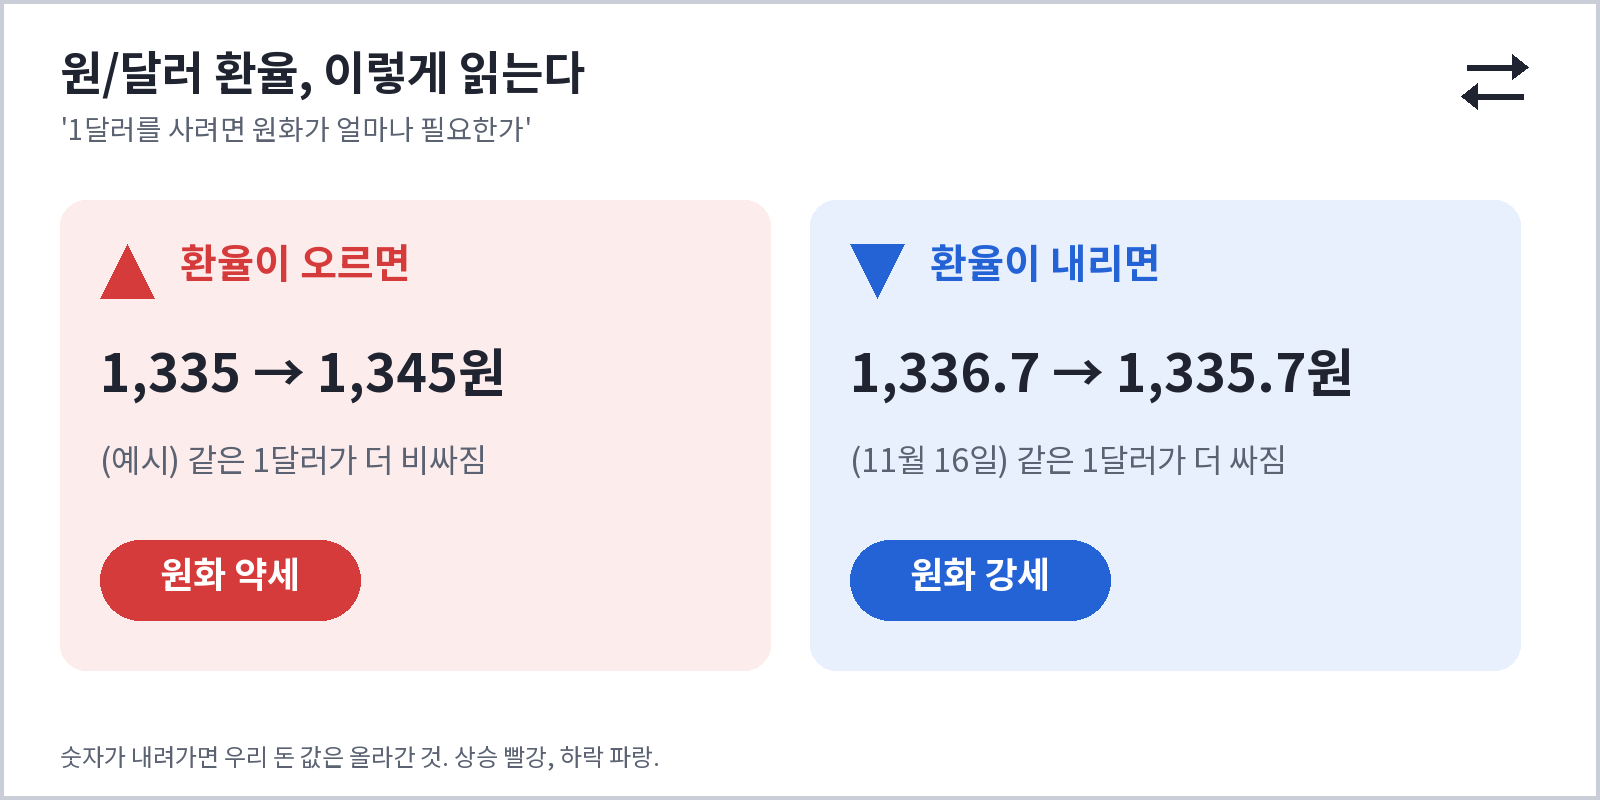 원/달러 환율, 이렇게 읽는다
'1달러를 사려면 원화가 얼마나 필요한가'
환율이 오르면
1,335 → 1,345원
(예시) 같은 1달러가 더 비싸짐
원화 약세
환율이 내리면
1,336.7 → 1,335.7원
(11월 16일) 같은 1달러가 더 싸짐
원화 강세
숫자가 내려가면 우리 돈 값은 올라간 것. 상승 빨강, 하락 파랑.